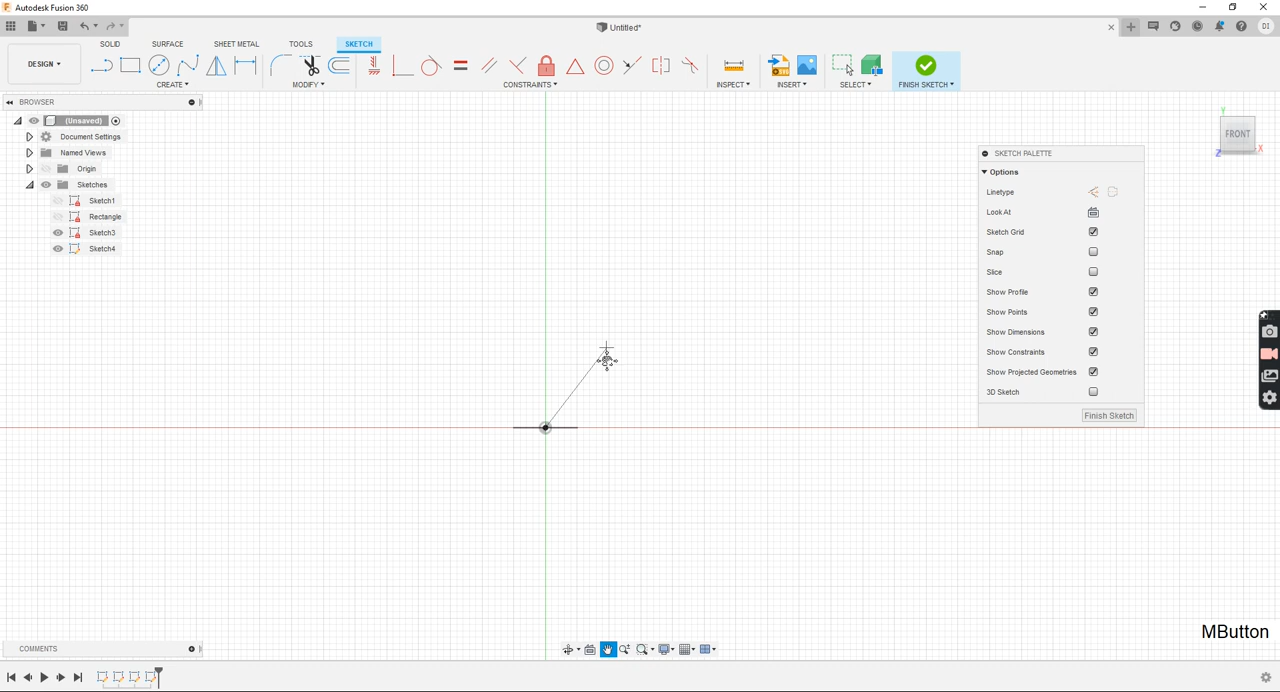 Autodesk Fusion 360
Untitled*
DI
DESIGN
SOLID
SURFACE
SHEET METAL
TOOLS
SKETCH
CREATE
MODIFY
CONSTRAINTS
INSPECT
INSERT
SELECT
FINISH SKETCH
BROWSER
(Unsaved)
Document Settings
Named Views
Origin
Sketches
Sketch1
Rectangle
Sketch3
Sketch4
Y
FRONT
Z
X
SKETCH PALETTE
Options
Linetype
Look At
Sketch Grid
Snap
Slice
Show Profile
Show Points
Show Dimensions
Show Constraints
Show Projected Geometries
3D Sketch
Finish Sketch
MButton
COMMENTS